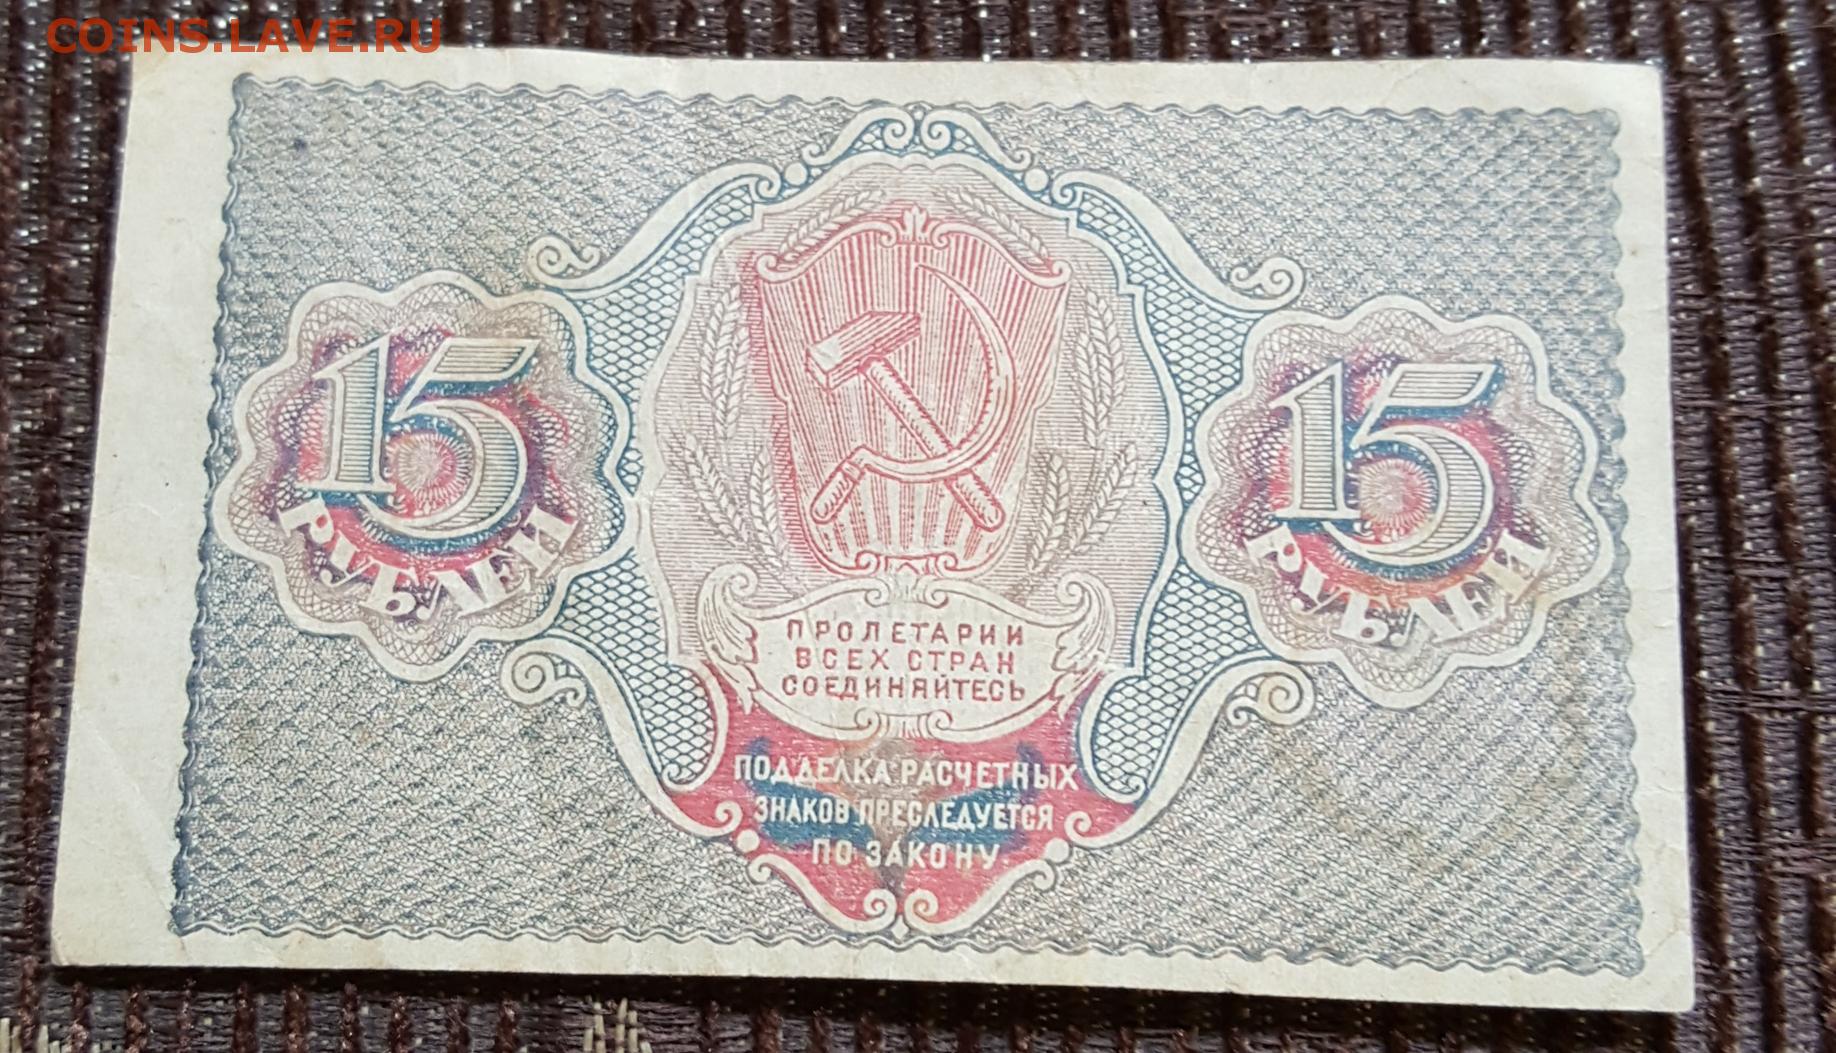 COINS.LAVE.RU
15
РУБЛЕЙ
15
РУБЛЕЙ
ПРОЛЕТАРИИ
ВСЕХ СТРАН
СОЕДИНЯЙТЕСЬ
ПОДДЕЛКА РАСЧЕТНЫХ
ЗНАКОВ ПРЕСЛЕДУЕТСЯ
ПО ЗАКОНУ.